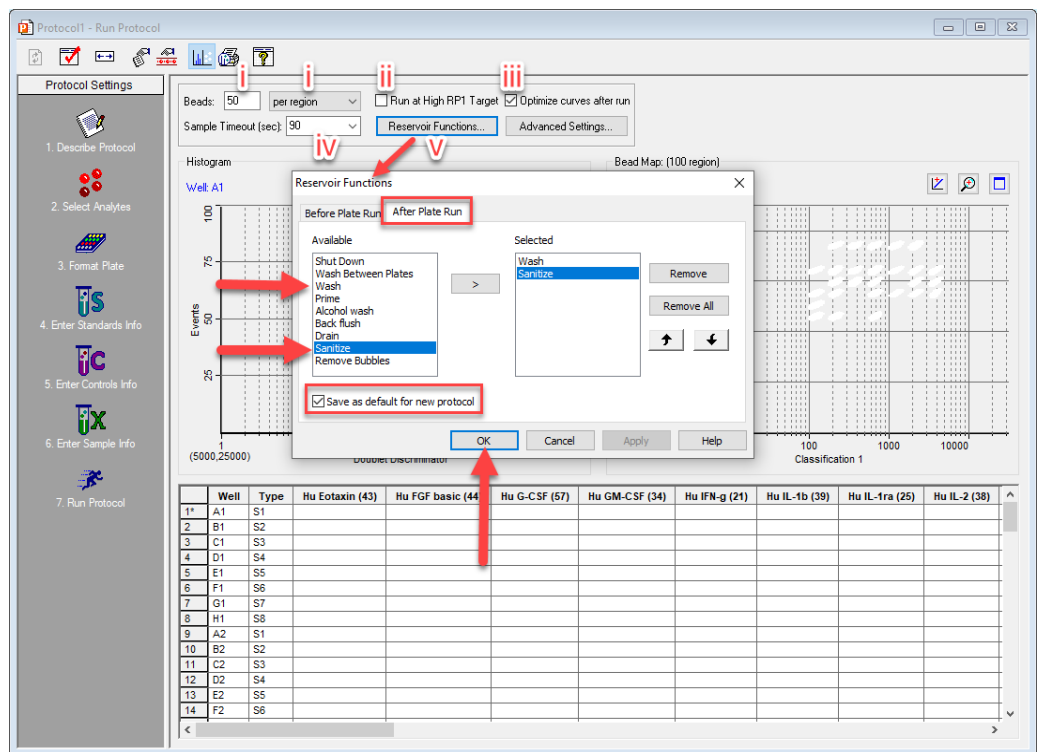 Protocol1 - Run Protocol
Protocol Settings
1. Describe Protocol
2. Select Analytes
3. Format Plate
4. Enter Standards Info
5. Enter Controls Info
6. Enter Sample Info
7. Run Protocol
i i ii iii
Beads: 50 per region Run at High RP1 Target Optimize curves after run
Sample Timeout (sec): 90 Reservoir Functions... Advanced Settings...
iv v
Histogram
Bead Map: (100 region)
Well: A1
Reservoir Functions
Before Plate Run After Plate Run
Available
Shut Down
Wash Between Plates
Wash
Prime
Alcohol wash
Back flush
Drain
Sanitize
Remove Bubbles
>
Selected
Wash
Sanitize
Remove
Remove All
Save as default for new protocol
OK Cancel Apply Help
100
75
50
25
Events
1
(5000,25000)
Doublet Discriminator
100 1000 10000
Classification 1
Well Type Hu Eotaxin (43) Hu FGF basic (44) Hu G-CSF (57) Hu GM-CSF (34) Hu IFN-g (21) Hu IL-1b (39) Hu IL-1ra (25) Hu IL-2 (38)
1* A1 S1
2 B1 S2
3 C1 S3
4 D1 S4
5 E1 S5
6 F1 S6
7 G1 S7
8 H1 S8
9 A2 S1
10 B2 S2
11 C2 S3
12 D2 S4
13 E2 S5
14 F2 S6